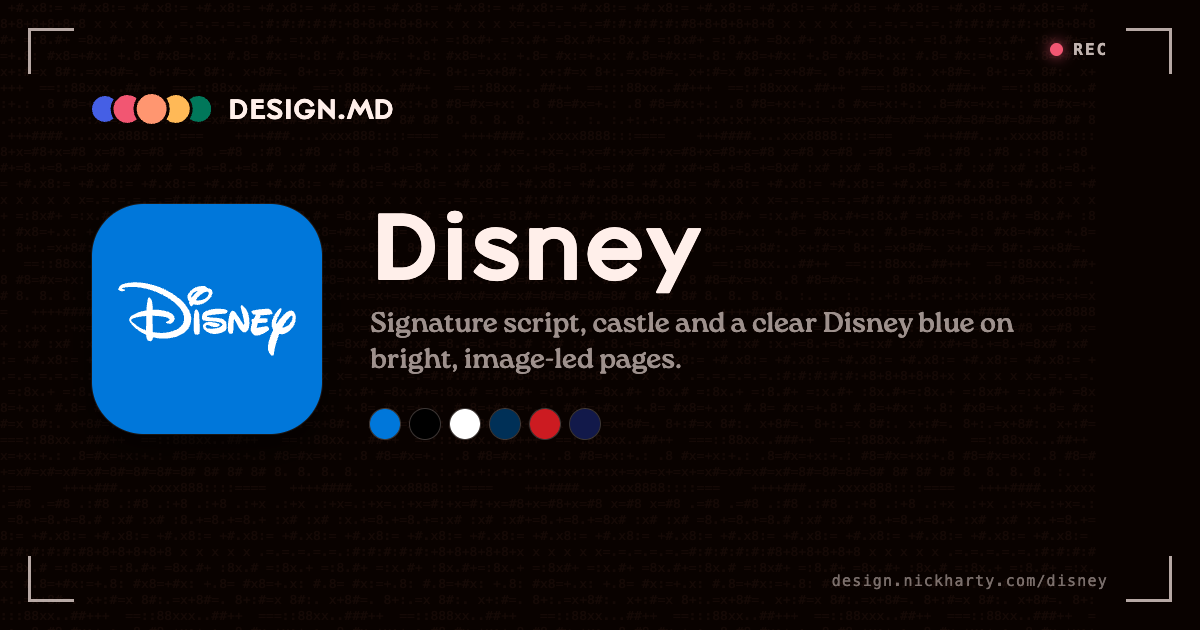 REC
DESIGN.MD
Disney
Disney
Signature script, castle and a clear Disney blue on
bright, image-led pages.
design.nickharty.com/disney